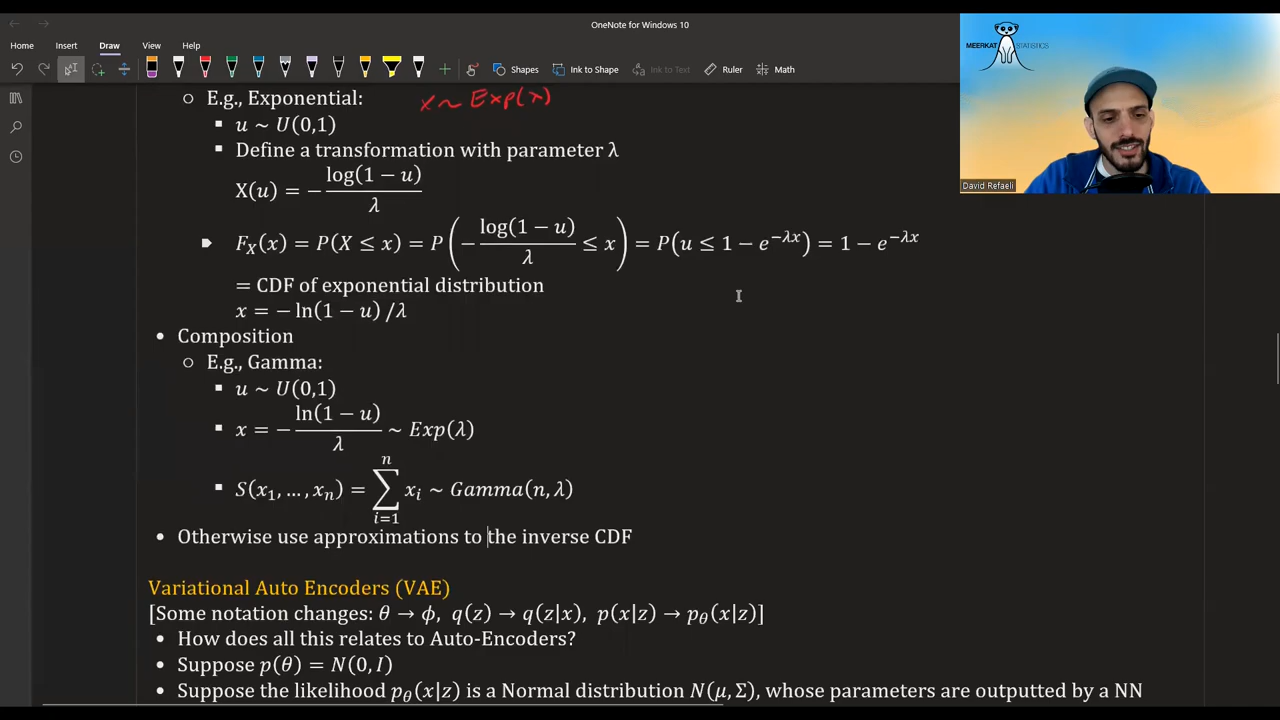 OneNote for Windows 10
MEERKAT STATISTICS
Home Insert Draw View Help
Shapes Ink to Shape Ink to Text Ruler Math
David Refaeli
E.g., Exponential: x ~ Exp(λ)
u ~ U(0,1)
Define a transformation with parameter λ
X(u) = − log(1 − u) / λ
F_X(x) = P(X ≤ x) = P(− log(1 − u) / λ ≤ x) = P(u ≤ 1 − e^{−λx}) = 1 − e^{−λx}
= CDF of exponential distribution
x = − ln(1 − u) /λ
• Composition
E.g., Gamma:
u ~ U(0,1)
x = − ln(1 − u) / λ ~ Exp(λ)
S(x₁, …, xₙ) = ∑_{i=1}^{n} x_i ~ Gamma(n, λ)
• Otherwise use approximations to the inverse CDF
Variational Auto Encoders (VAE)
[Some notation changes: θ → ϕ, q(z) → q(z|x), p(x|z) → p_θ(x|z)]
• How does all this relates to Auto-Encoders?
• Suppose p(θ) = N(0, I)
• Suppose the likelihood p_θ(x|z) is a Normal distribution N(μ, Σ), whose parameters are outputted by a NN